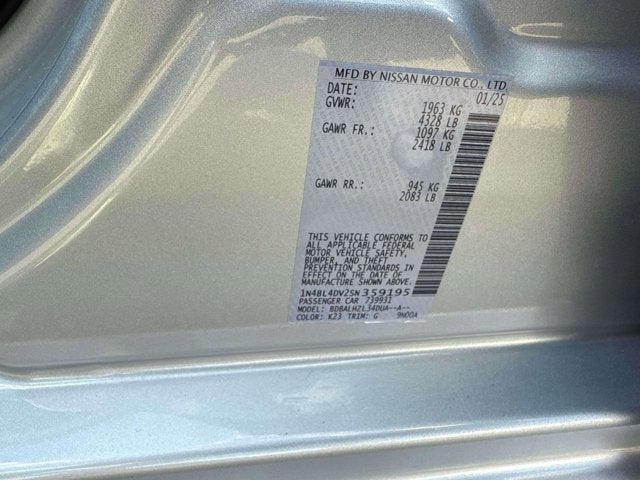 MFD BY NISSAN MOTOR CO., LTD.
DATE: 01/25
GVWR: 1963 KG
4328 LB
GAWR FR.: 1097 KG
2418 LB
GAWR RR.: 945 KG
2083 LB
THIS VEHICLE CONFORMS TO
ALL APPLICABLE FEDERAL
MOTOR VEHICLE SAFETY,
BUMPER, AND THEFT
PREVENTION STANDARDS IN
EFFECT ON THE DATE OF
MANUFACTURE SHOWN ABOVE.
1N4BL4DV2SN359195
PASSENGER CAR 739931
MODEL: BDBALHZL34DUA--A--
COLOR: K23 TRIM: G 9N00A